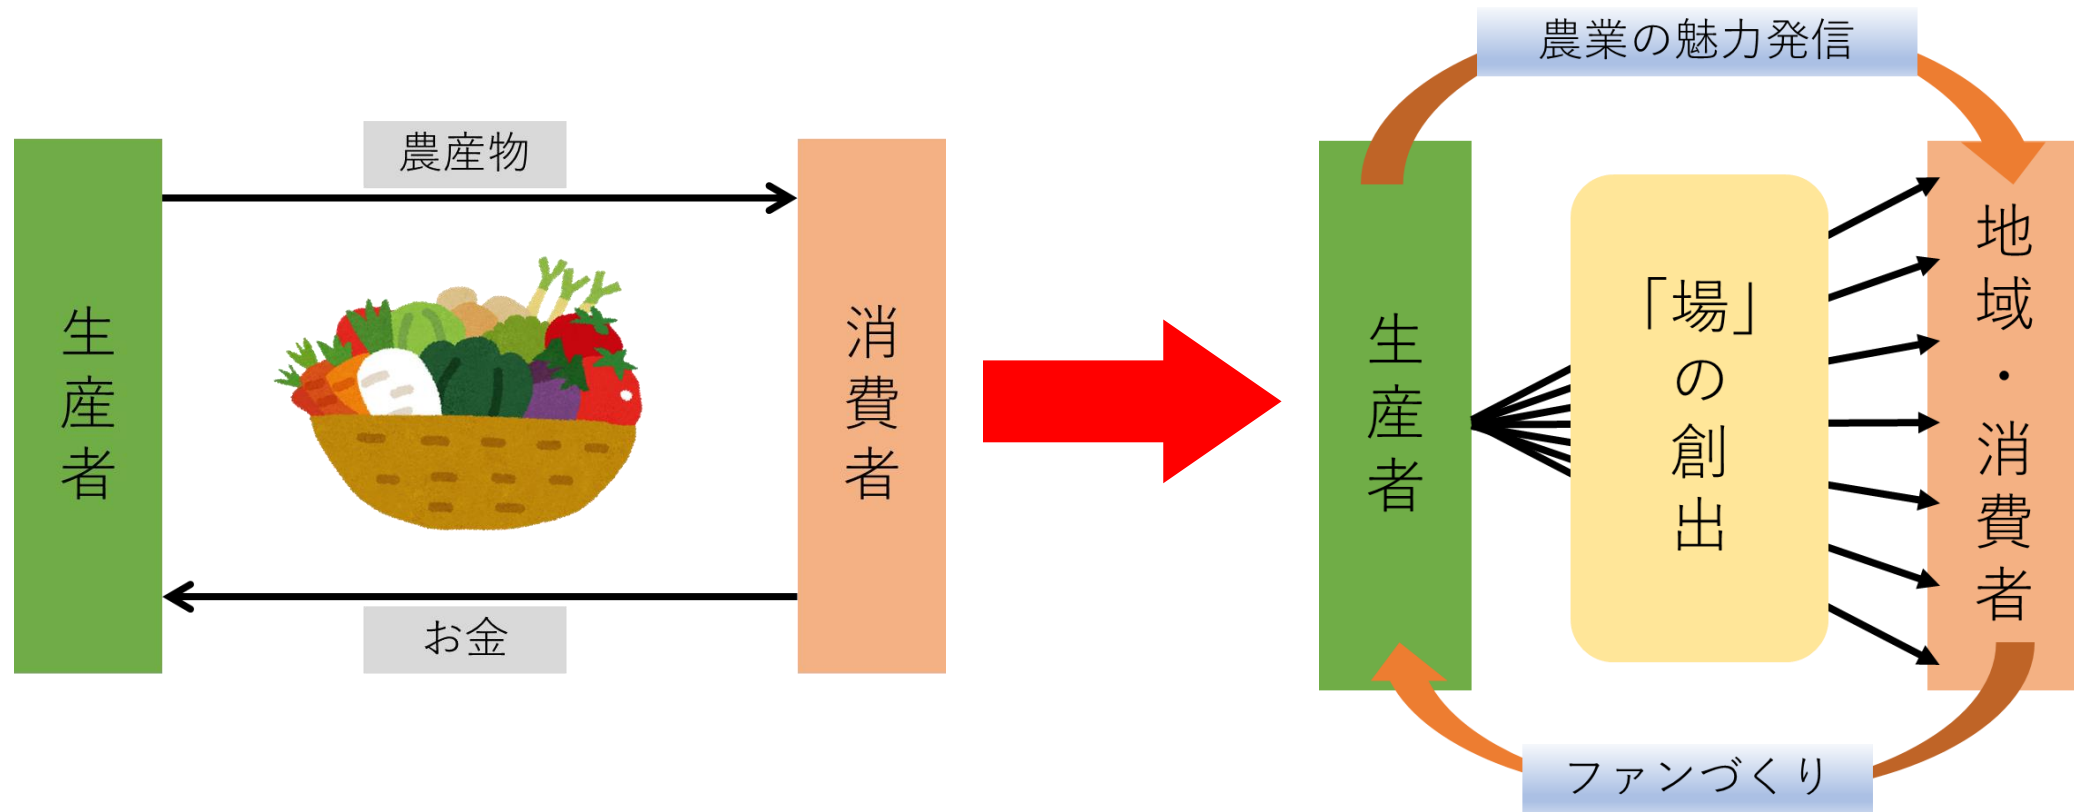 生産者
農産物
お金
消費者
農業の魅力発信
生産者
「場」の創出
地域・消費者
ファンづくり